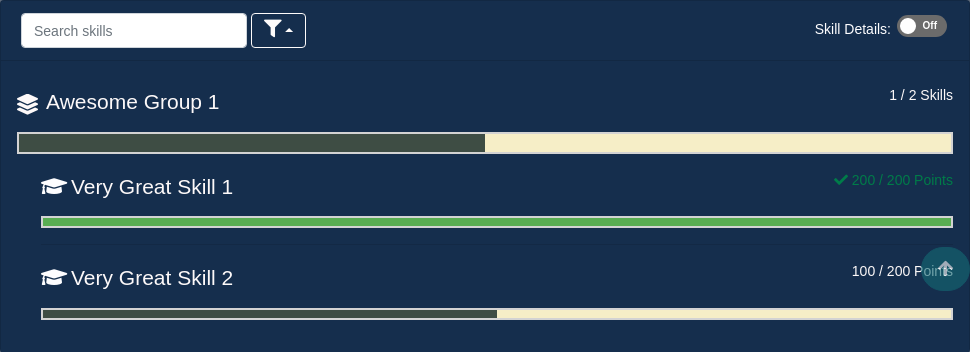 Search skills
Skill Details: Off
Awesome Group 1
1 / 2 Skills
Very Great Skill 1
200 / 200 Points
Very Great Skill 2
100 / 200 Points